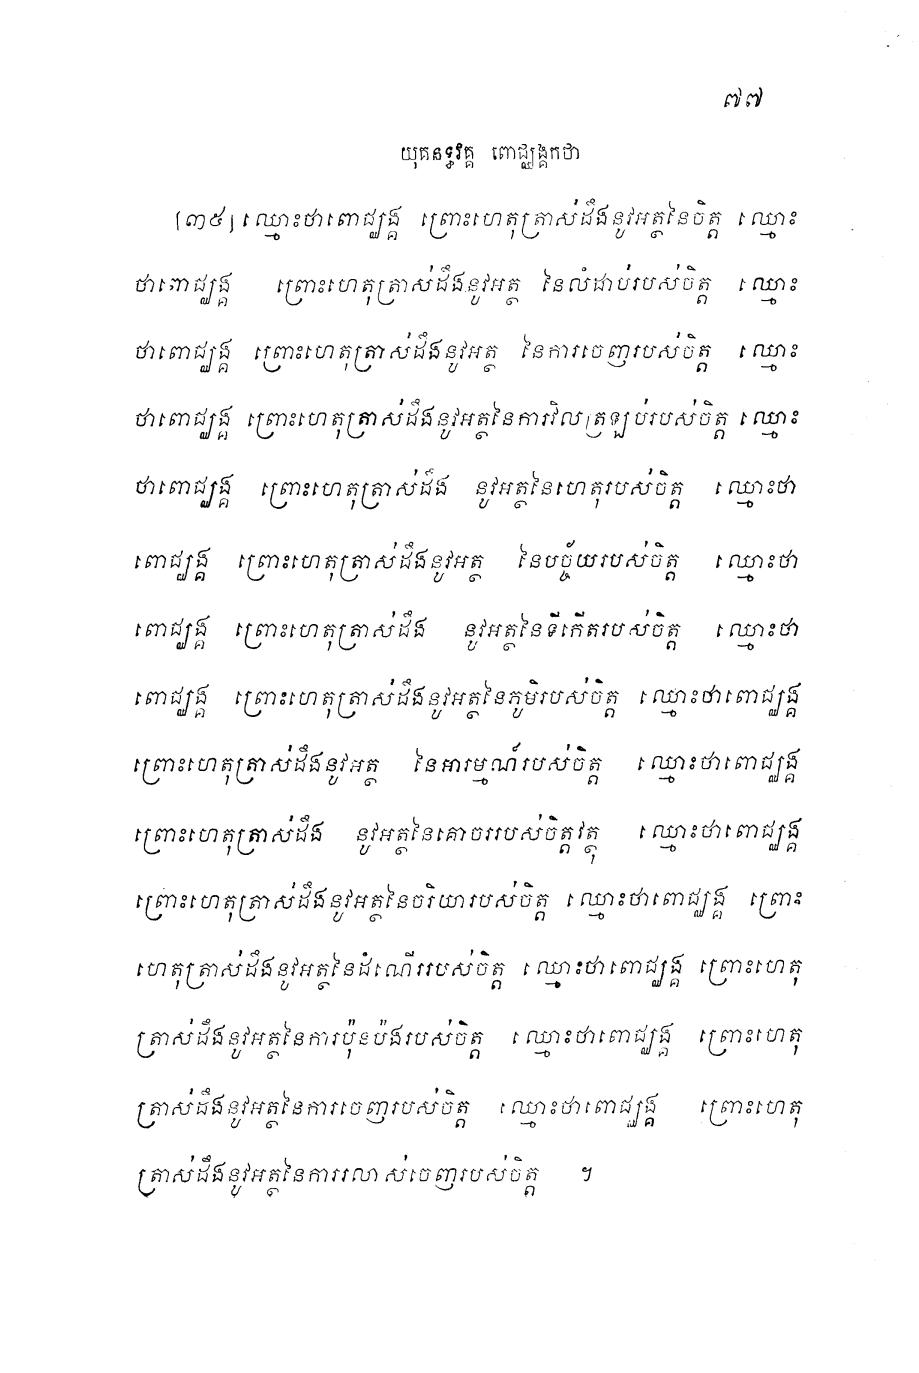 ៧៧
យុគនទ្ធវគ្គ ពោជ្ឈង្គកថា
[៣៥] ឈ្មោះថាពោជ្ឈង្គ ព្រោះហេតុត្រាស់ដឹងនូវអត្ថនៃចិត្ត ឈ្មោះ
ថាពោជ្ឈង្គ ព្រោះហេតុត្រាស់ដឹងនូវអត្ថ នៃលំដាប់របស់ចិត្ត ឈ្មោះ
ថាពោជ្ឈង្គ ព្រោះហេតុត្រាស់ដឹងនូវអត្ថ នៃការចេញរបស់ចិត្ត ឈ្មោះ
ថាពោជ្ឈង្គ ព្រោះហេតុត្រាស់ដឹងនូវអត្ថនៃការវិលត្រឡប់របស់ចិត្ត ឈ្មោះ
ថាពោជ្ឈង្គ ព្រោះហេតុត្រាស់ដឹង នូវអត្ថនៃហេតុរបស់ចិត្ត ឈ្មោះថា
ពោជ្ឈង្គ ព្រោះហេតុត្រាស់ដឹងនូវអត្ថ នៃបច្ច័យរបស់ចិត្ត ឈ្មោះថា
ពោជ្ឈង្គ ព្រោះហេតុត្រាស់ដឹង នូវអត្ថនៃទីកើតរបស់ចិត្ត ឈ្មោះថា
ពោជ្ឈង្គ ព្រោះហេតុត្រាស់ដឹងនូវអត្ថនៃភូមិរបស់ចិត្ត ឈ្មោះថាពោជ្ឈង្គ
ព្រោះហេតុត្រាស់ដឹងនូវអត្ថ នៃអារម្មណ៍របស់ចិត្ត ឈ្មោះថាពោជ្ឈង្គ
ព្រោះហេតុត្រាស់ដឹង នូវអត្ថនៃគោចររបស់ចិត្តវត្ថុ ឈ្មោះថាពោជ្ឈង្គ
ព្រោះហេតុត្រាស់ដឹងនូវអត្ថនៃចរិយារបស់ចិត្ត ឈ្មោះថាពោជ្ឈង្គ ព្រោះ
ហេតុត្រាស់ដឹងនូវអត្ថនៃដំណើររបស់ចិត្ត ឈ្មោះថាពោជ្ឈង្គ ព្រោះហេតុ
ត្រាស់ដឹងនូវអត្ថនៃការប៉ុនប៉ងរបស់ចិត្ត ឈ្មោះថាពោជ្ឈង្គ ព្រោះហេតុ
ត្រាស់ដឹងនូវអត្ថនៃការចេញរបស់ចិត្ត ឈ្មោះថាពោជ្ឈង្គ ព្រោះហេតុ
ត្រាស់ដឹងនូវអត្ថនៃការរលាស់ចេញរបស់ចិត្ត ។